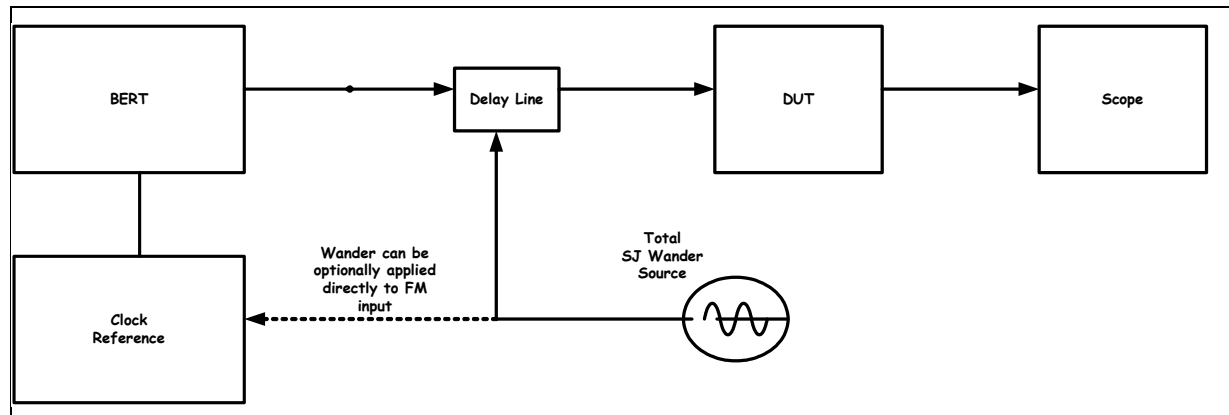 BERT
Delay Line
DUT
Scope
Wander can be
optionally applied
directly to FM
input
Total
SJ Wander
Source
Clock
Reference